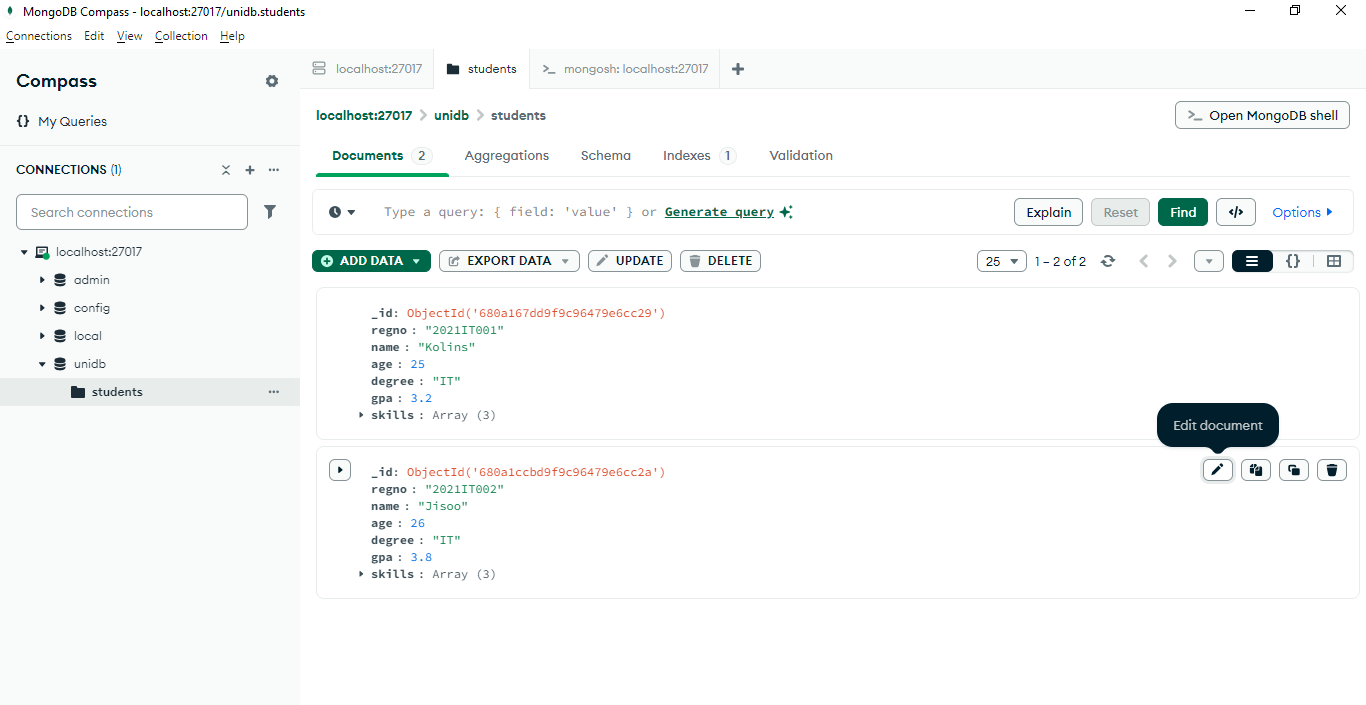 MongoDB Compass - localhost:27017/unidb.students
Connections Edit View Collection Help
Compass
{} My Queries
CONNECTIONS (1)
Search connections
localhost:27017
admin
config
local
unidb
students
localhost:27017 students >_ mongosh: localhost:27017 +
localhost:27017 > unidb > students
>_ Open MongoDB shell
Documents 2 Aggregations Schema Indexes 1 Validation
Type a query: { field: 'value' } or Generate query
Explain Reset Find </> Options
ADD DATA EXPORT DATA UPDATE DELETE
25 1 – 2 of 2 {}
_id: ObjectId('680a167dd9f9c96479e6cc29')
regno : "2021IT001"
name : "Kolins"
age : 25
degree : "IT"
gpa : 3.2
skills : Array (3)
Edit document
_id: ObjectId('680a1ccbd9f9c96479e6cc2a')
regno : "2021IT002"
name : "Jisoo"
age : 26
degree : "IT"
gpa : 3.8
skills : Array (3)